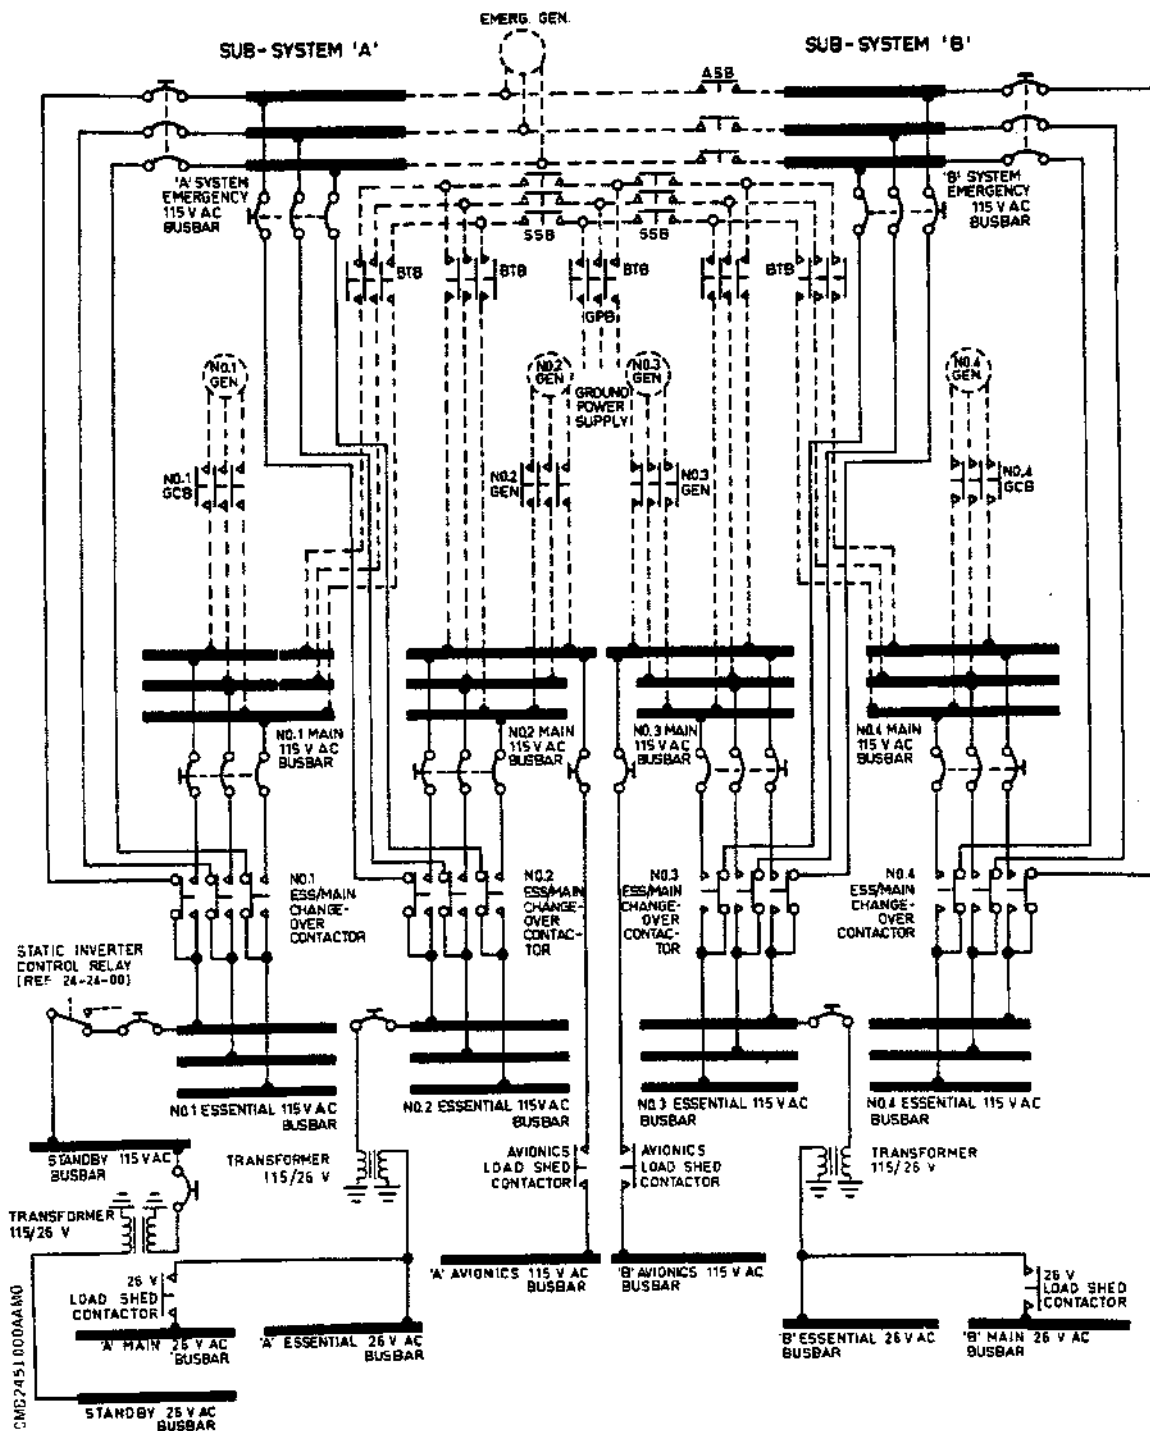 EMERG. GEN.
SUB-SYSTEM 'A'
SUB-SYSTEM 'B'
ASB
'A' SYSTEM
EMERGENCY
115 V AC
BUSBAR
'B' SYSTEM
EMERGENCY
115 V AC
BUSBAR
SSB
SSB
BTB
BTB
BTB
BTB
GPB
NO.1
GEN
NO.2
GEN
NO.3
GEN
NO.4
GEN
GROUND
POWER
SUPPLY
NO.1
GCB
NO.2
GEN
NO.3
GEN
NO.4
GCB
NO.1 MAIN
115 V AC
BUSBAR
NO.2 MAIN
115 V AC
BUSBAR
NO.3 MAIN
115 V AC
BUSBAR
NO.4 MAIN
115 V AC
BUSBAR
NO.1
ESS/MAIN
CHANGE-
OVER
CONTACTOR
NO.2
ESS/MAIN
CHANGE-
OVER
CONTAC-
TOR
NO.3
ESS/MAIN
CHANGE-
OVER
CONTAC-
TOR
NO.4
ESS/MAIN
CHANGE-
OVER
CONTACTOR
STATIC INVERTER
CONTROL RELAY
(REF 24-24-00)
NO.1 ESSENTIAL 115 V AC
BUSBAR
NO.2 ESSENTIAL 115V AC
BUSBAR
NO.3 ESSENTIAL 115 V AC
BUSBAR
NO.4 ESSENTIAL 115 V AC
BUSBAR
STANDBY 115 VAC
BUSBAR
TRANSFORMER
115/26 V
AVIONICS
LOAD SHED
CONTACTOR
AVIONICS
LOAD SHED
CONTACTOR
TRANSFORMER
115/26 V
TRANSFORMER
115/26 V
26 V
LOAD SHED
CONTACTOR
'A' AVIONICS 115 V AC
BUSBAR
'B' AVIONICS 115 V AC
BUSBAR
26 V
LOAD SHED
CONTACTOR
'A' MAIN 26 V AC
BUSBAR
'A' ESSENTIAL 26 V AC
BUSBAR
'B' ESSENTIAL 26 V AC
BUSBAR
'B' MAIN 26 V AC
BUSBAR
STANDBY 26 V AC
BUSBAR